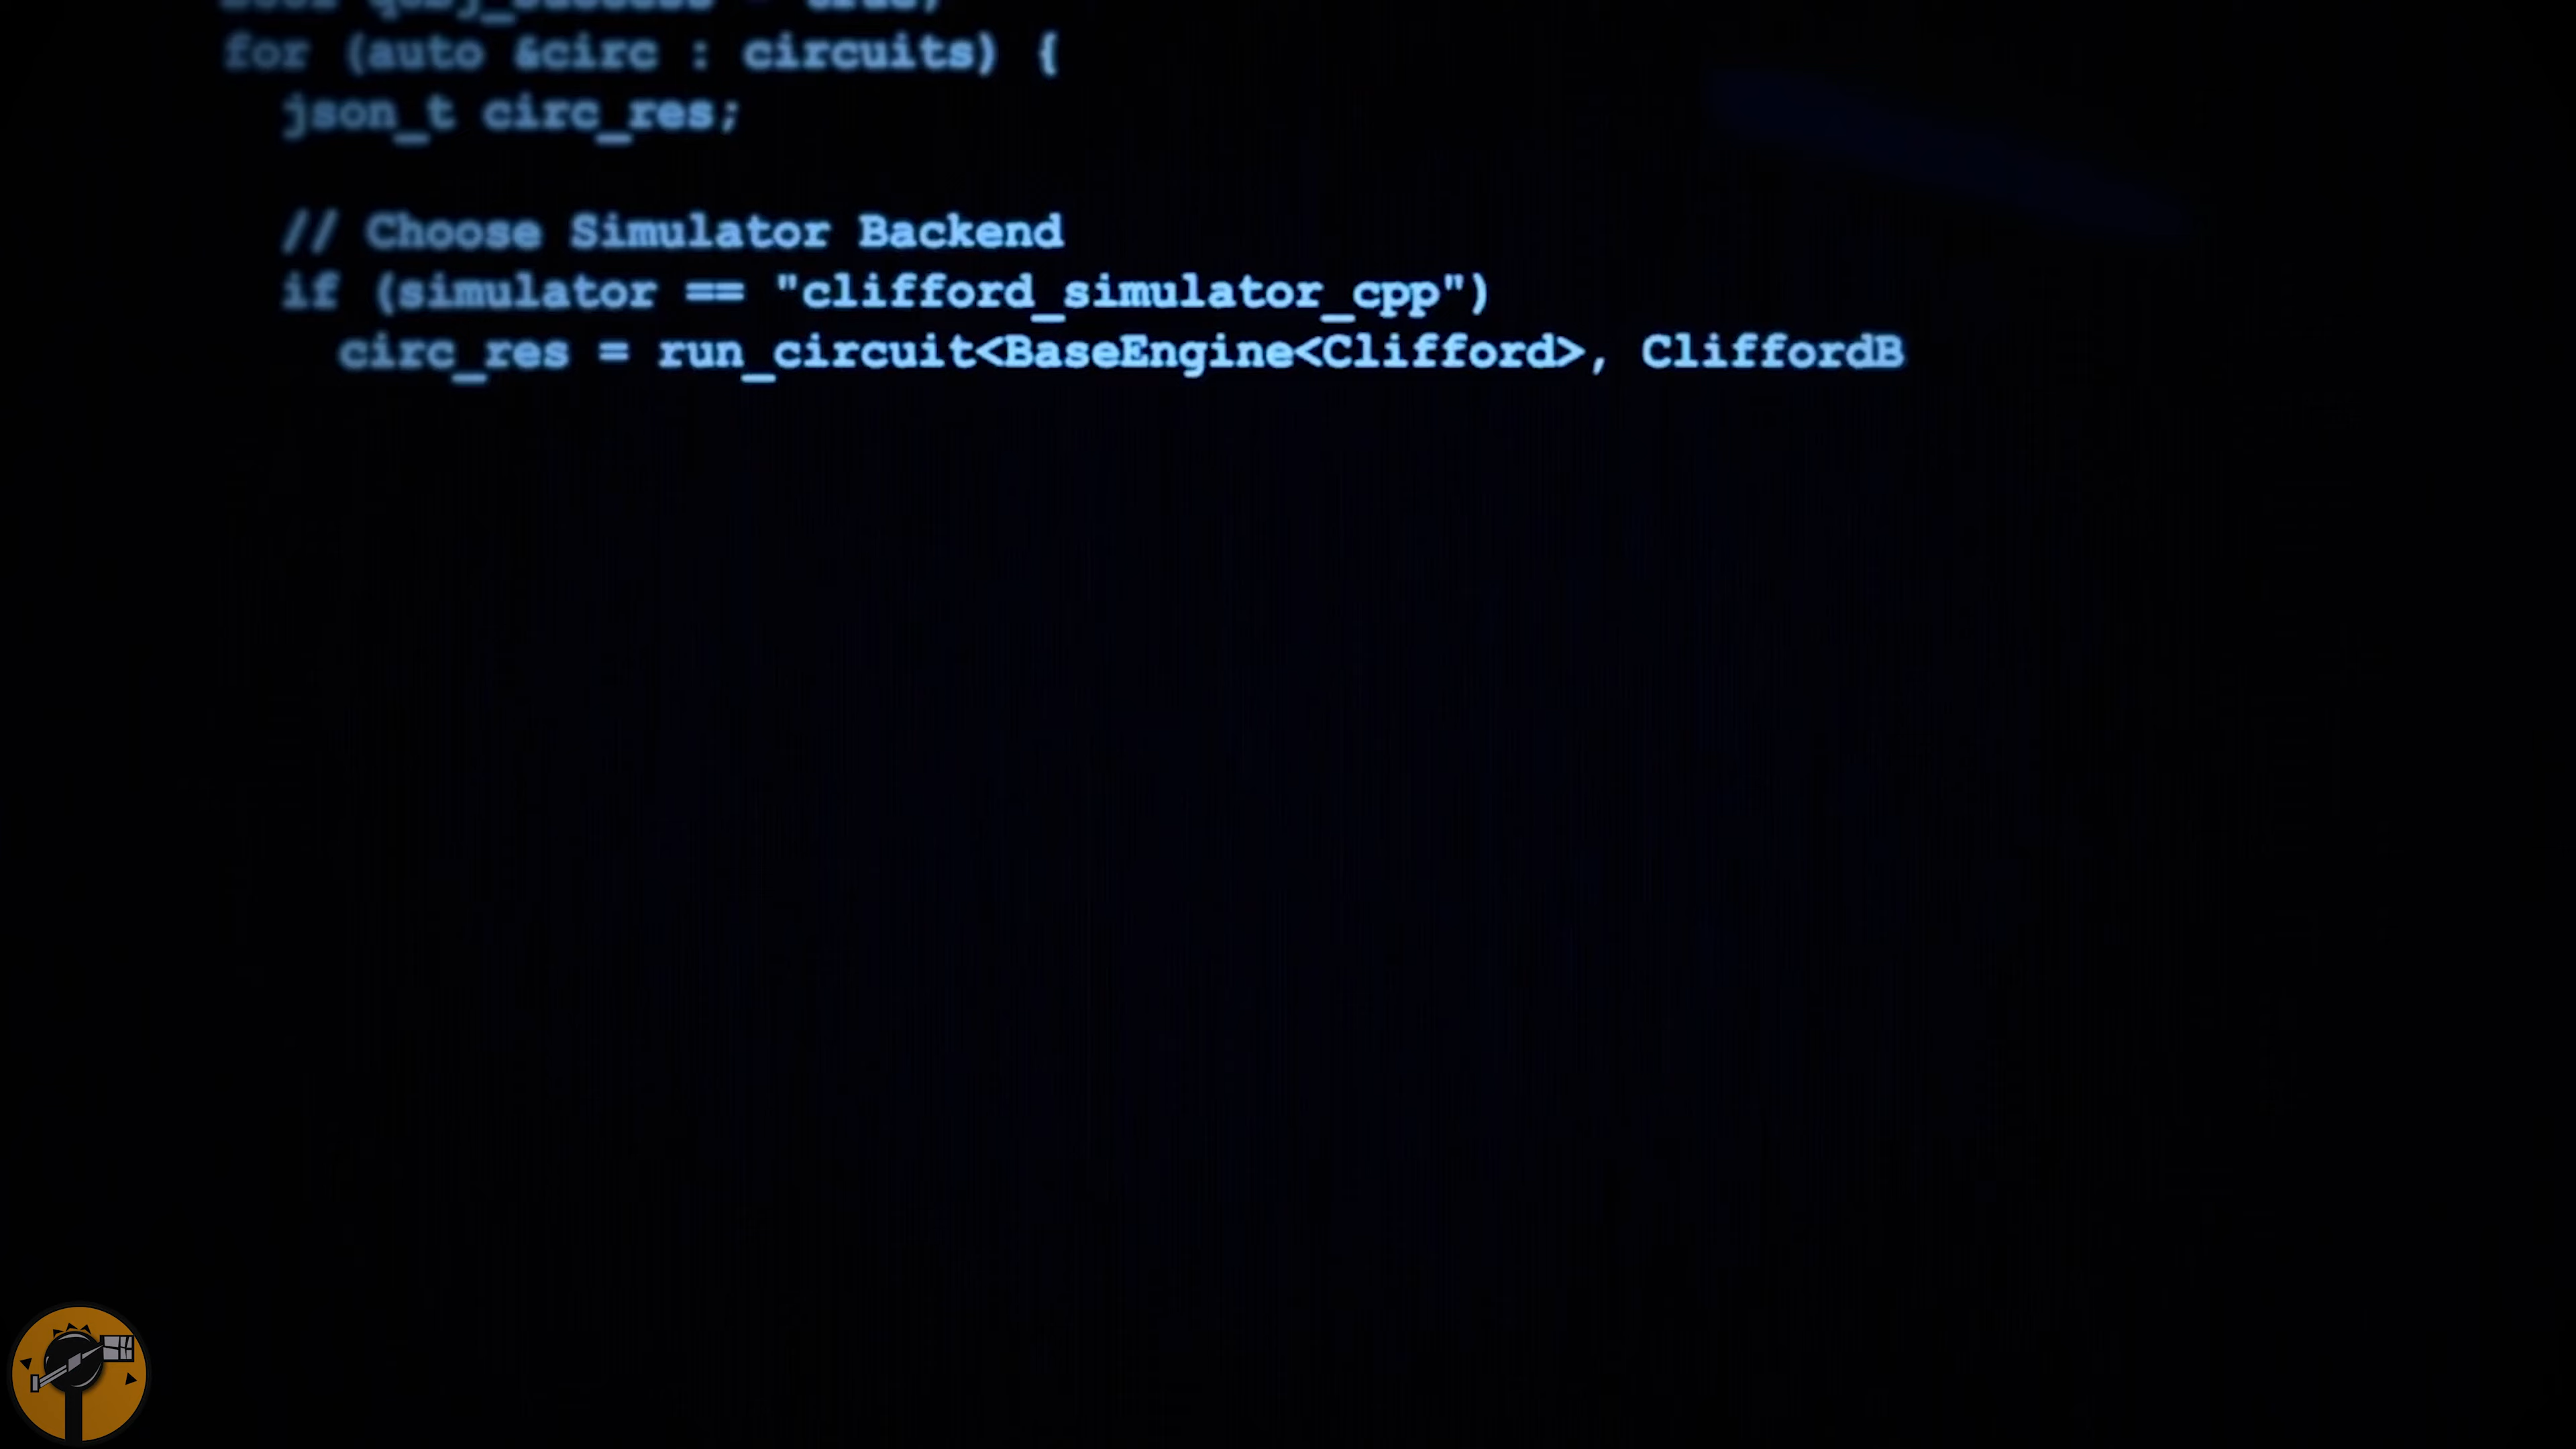 for (auto &circ : circuits) {
json_t circ_res;
// Choose Simulator Backend
if (simulator == "clifford_simulator_cpp")
circ_res = run_circuit<BaseEngine<Clifford>, CliffordB